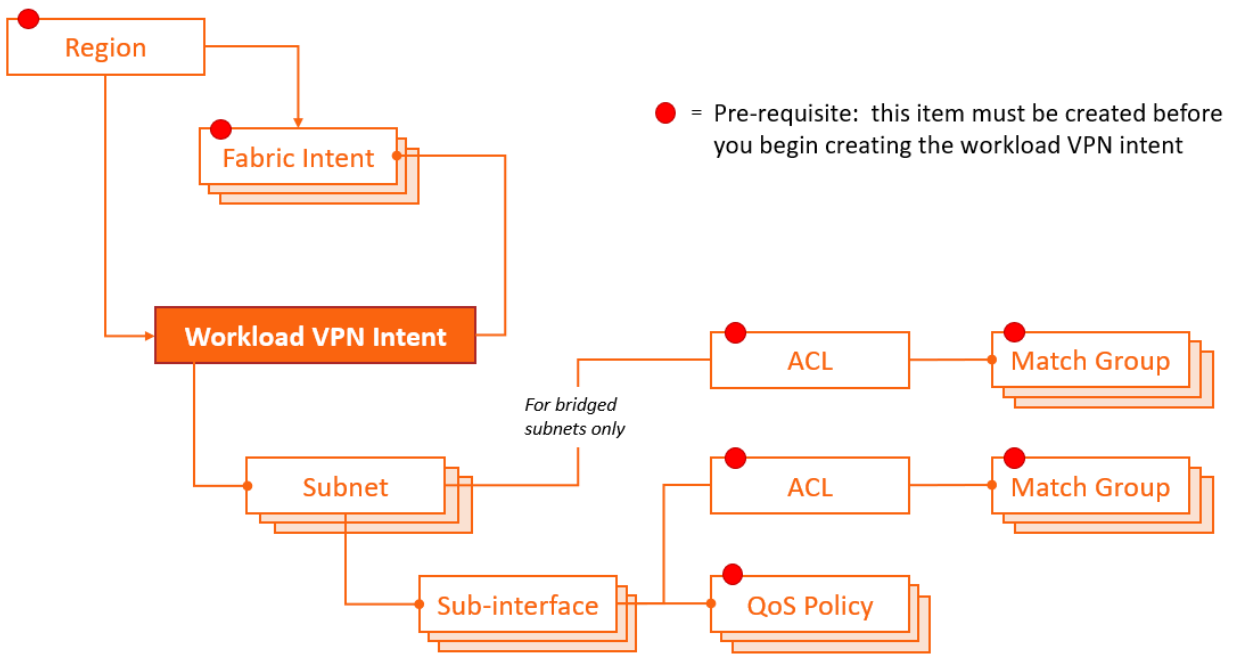 Region
= Pre-requisite: this item must be created before
you begin creating the workload VPN intent
Fabric Intent
Workload VPN Intent
ACL
Match Group
For bridged
subnets only
Subnet
ACL
Match Group
Sub-interface
QoS Policy